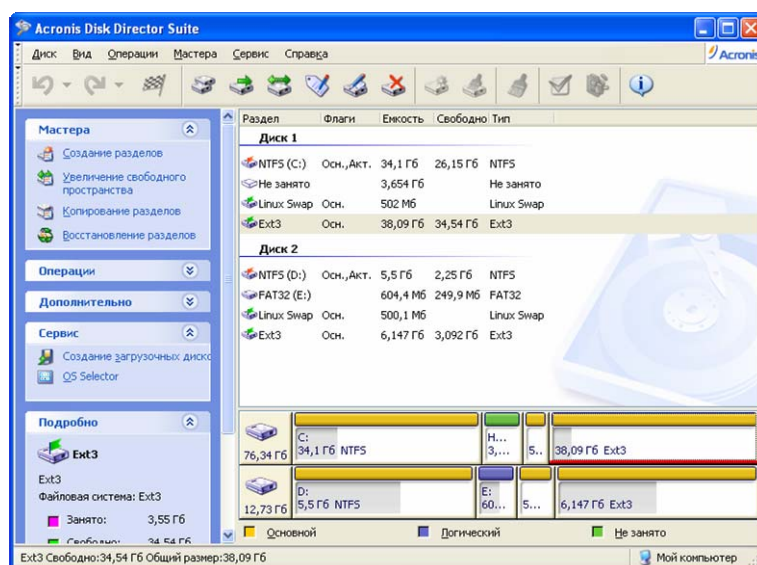 Acronis Disk Director Suite
Диск Вид Операции Мастера Сервис Справка
Acronis
Мастера
Создание разделов
Увеличение свободного
пространства
Копирование разделов
Восстановление разделов
Операции
Дополнительно
Сервис
Создание загрузочных диско
OS Selector
Подробно
Ext3
Ext3
Файловая система: Ext3
Занято: 3,55 Гб
Свободно: 34,54 Гб
Раздел Флаги Емкость Свободно Тип
Диск 1
NTFS (C:) Осн.,Акт. 34,1 Гб 26,15 Гб NTFS
Не занято 3,654 Гб Не занято
Linux Swap Осн. 502 Мб Linux Swap
Ext3 Осн. 38,09 Гб 34,54 Гб Ext3
Диск 2
NTFS (D:) Осн.,Акт. 5,5 Гб 2,25 Гб NTFS
FAT32 (E:) 604,4 Мб 249,9 Мб FAT32
Linux Swap Осн. 500,1 Мб Linux Swap
Ext3 Осн. 6,147 Гб 3,092 Гб Ext3
76,34 Гб
C:
34,1 Гб NTFS
Н...
3,...
5..
38,09 Гб Ext3
12,73 Гб
D:
5,5 Гб NTFS
E:
60...
5...
6,147 Гб Ext3
Основной Логический Не занято
Ext3 Свободно:34,54 Гб Общий размер:38,09 Гб
Мой компьютер